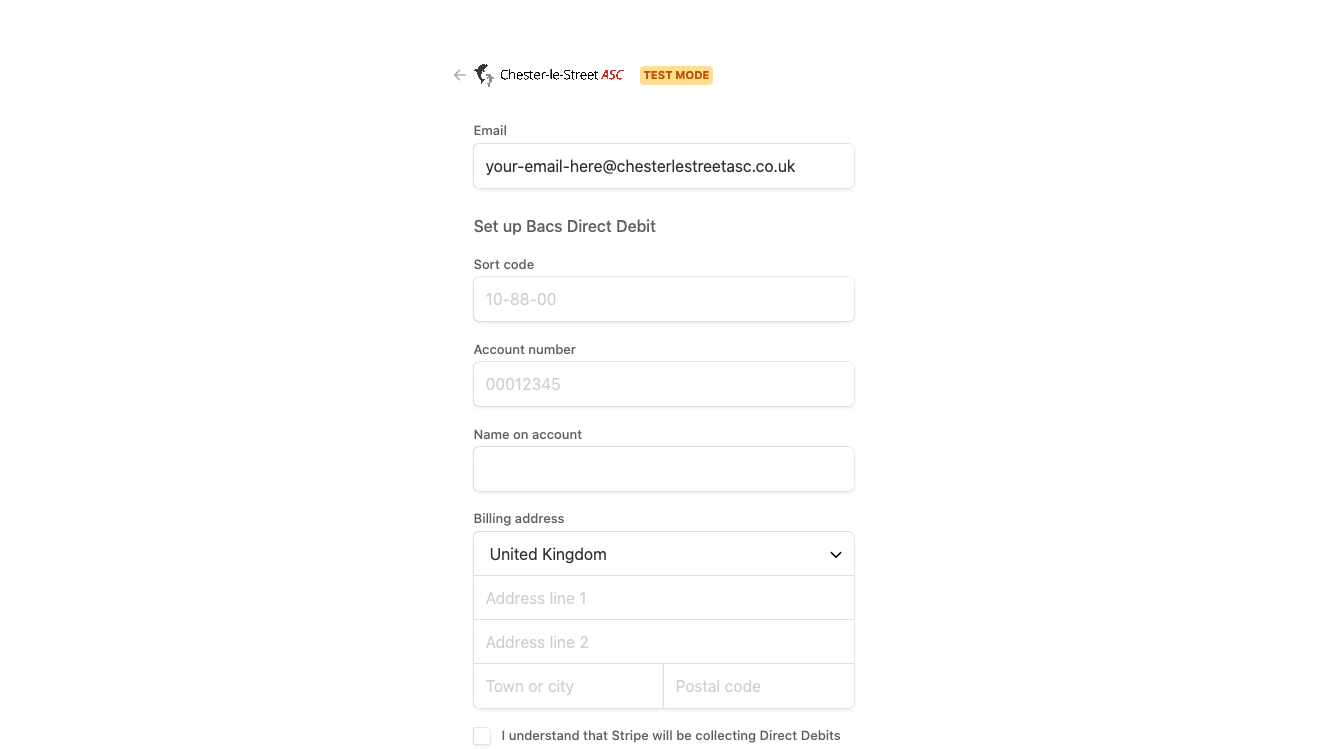 Chester-le-Street ASC TEST MODE
Email
your-email-here@chesterlestreetasc.co.uk
Set up Bacs Direct Debit
Sort code
10-88-00
Account number
00012345
Name on account
Billing address
United Kingdom
Address line 1
Address line 2
Town or city Postal code
I understand that Stripe will be collecting Direct Debits